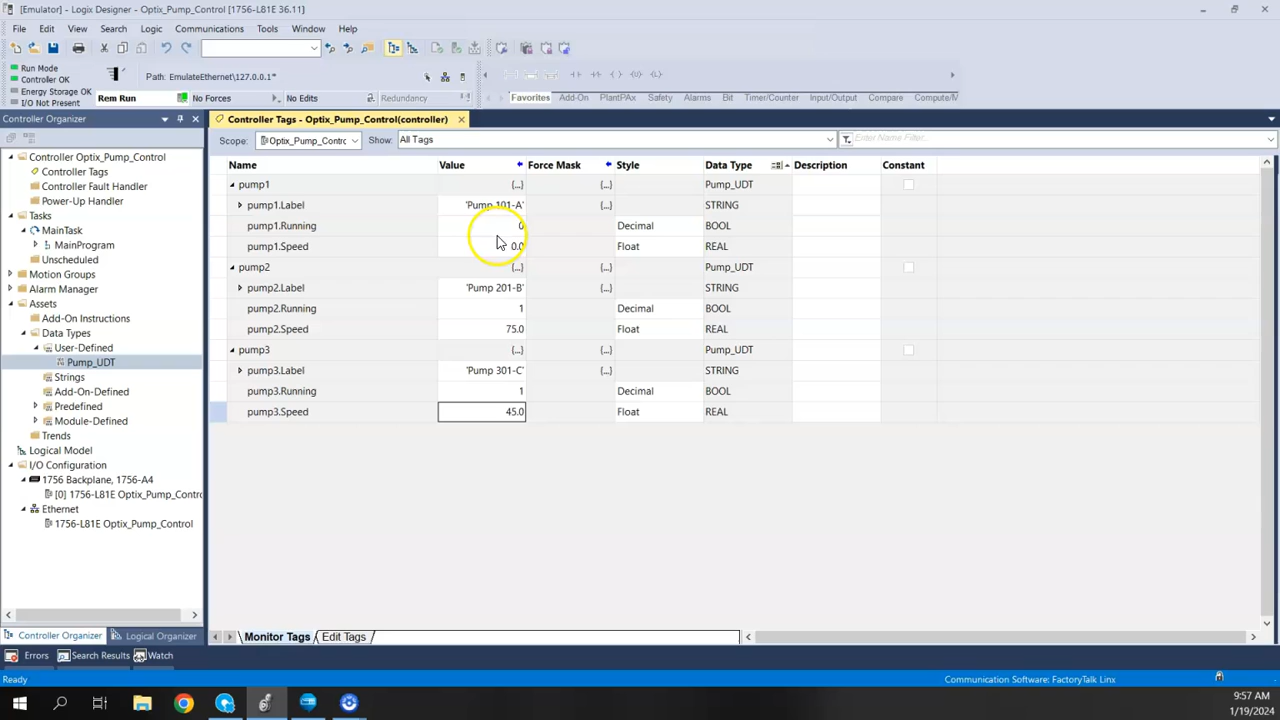 [Emulator] - Logix Designer - Optix_Pump_Control [1756-L81E 36.11]
File Edit View Search Logic Communications Tools Window Help
Run Mode
Controller OK
Energy Storage OK
I/O Not Present
Path: EmulateEthernet\127.0.0.1*
Rem Run No Forces No Edits Redundancy
Favorites Add-On PlantPAx Safety Alarms Bit Timer/Counter Input/Output Compare Compute/M
Controller Organizer
Controller Optix_Pump_Control
Controller Tags
Controller Fault Handler
Power-Up Handler
Tasks
MainTask
MainProgram
Unscheduled
Motion Groups
Alarm Manager
Assets
Add-On Instructions
Data Types
User-Defined
Pump_UDT
Strings
Add-On-Defined
Predefined
Module-Defined
Trends
Logical Model
I/O Configuration
1756 Backplane, 1756-A4
[0] 1756-L81E Optix_Pump_Contro
Ethernet
1756-L81E Optix_Pump_Control
Controller Organizer Logical Organizer
Controller Tags - Optix_Pump_Control(controller)
Scope: Optix_Pump_Contrc Show: All Tags Enter Name Filter...
Name Value Force Mask Style Data Type Description Constant
pump1 {...} {...} Pump_UDT
pump1.Label 'Pump 101-A' {...} STRING
pump1.Running 0 Decimal BOOL
pump1.Speed 0.0 Float REAL
pump2 {...} {...} Pump_UDT
pump2.Label 'Pump 201-B' {...} STRING
pump2.Running 1 Decimal BOOL
pump2.Speed 75.0 Float REAL
pump3 {...} {...} Pump_UDT
pump3.Label 'Pump 301-C' {...} STRING
pump3.Running 1 Decimal BOOL
pump3.Speed 45.0 Float REAL
Monitor Tags Edit Tags
Errors Search Results Watch
Ready Communication Software: FactoryTalk Linx
9:57 AM
1/19/2024